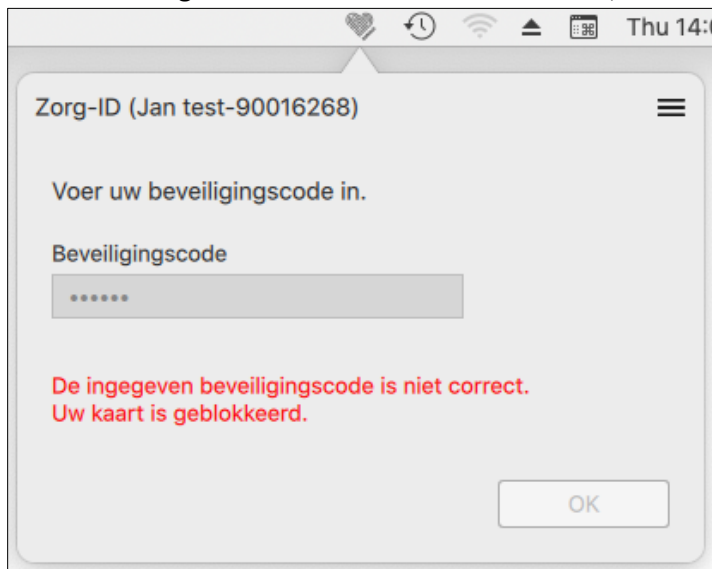 Thu 14:
Zorg-ID (Jan test-90016268)
Voer uw beveiligingscode in.
Beveiligingscode
••••••
De ingegeven beveiligingscode is niet correct.
Uw kaart is geblokkeerd.
OK